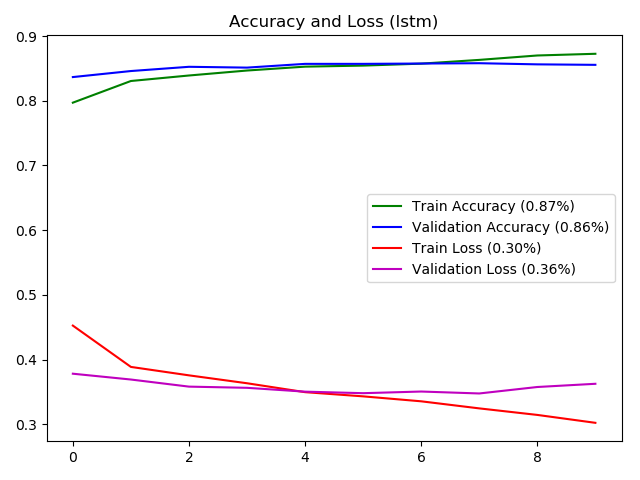 Accuracy and Loss (lstm)
0.9
0.8
0.7
0.6
0.5
0.4
0.3
Train Accuracy (0.87%)
Validation Accuracy (0.86%)
Train Loss (0.30%)
Validation Loss (0.36%)
0 2 4 6 8